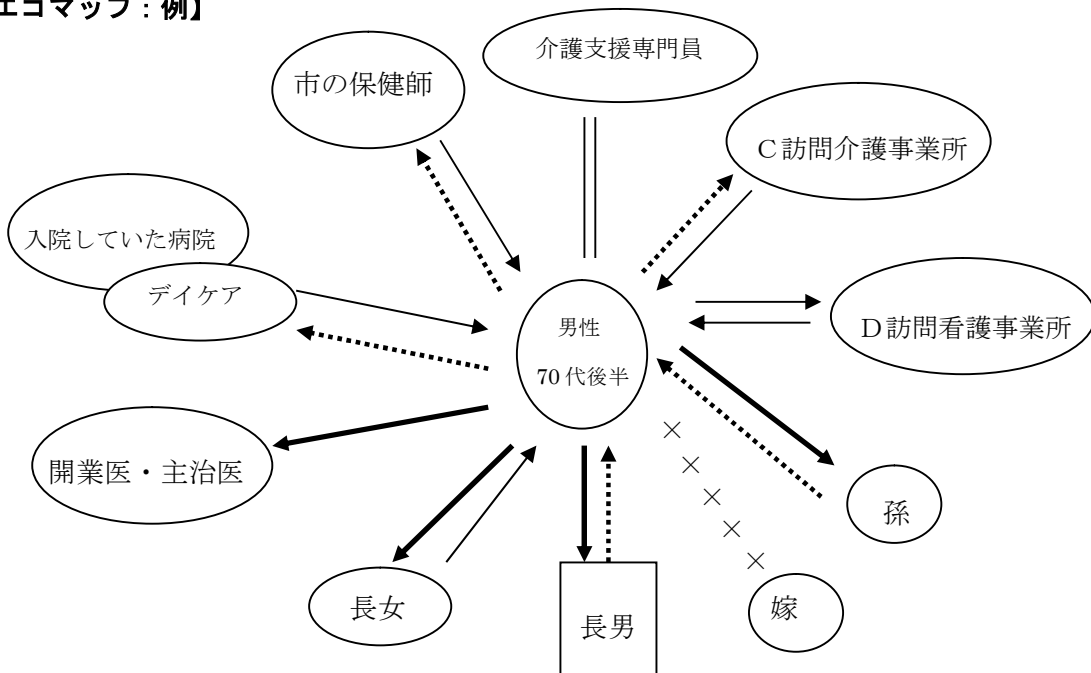 エコマップ：例】
介護支援専門員
市の保健師
Ｃ訪問介護事業所
入院していた病院
デイケア
男性
70代後半
Ｄ訪問看護事業所
開業医・主治医
孫
長女
長男
嫁